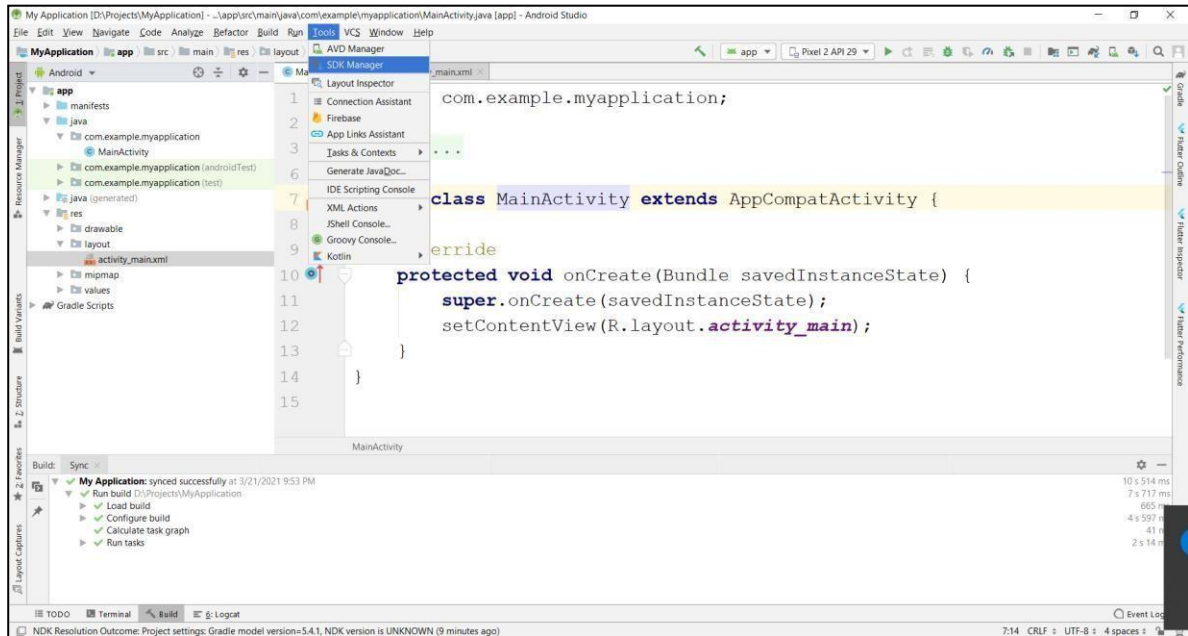 My Application [D:\Projects\MyApplication] - ...\app\src\main\java\com\example\myapplication\MainActivity.java [app] - Android Studio
File Edit View Navigate Code Analyze Refactor Build Run Tools VCS Window Help
MyApplication app src main res layout
app Pixel 2 API 29
AVD Manager
SDK Manager
Layout Inspector
Connection Assistant
Firebase
App Links Assistant
Tasks & Contexts
Generate JavaDoc...
IDE Scripting Console
XML Actions
JShell Console...
Groovy Console...
Kotlin
1: Project
Resource Manager
Build Variants
Z: Structure
2: Favorites
Layout Captures
Android
app
manifests
java
com.example.myapplication
MainActivity
com.example.myapplication (androidTest)
com.example.myapplication (test)
java (generated)
res
drawable
layout
activity_main.xml
mipmap
values
Gradle Scripts
Ma
_main.xml
1 com.example.myapplication;
2
3 ...
6
7 class MainActivity extends AppCompatActivity {
8
9 erride
10 protected void onCreate(Bundle savedInstanceState) {
11 super.onCreate(savedInstanceState);
12 setContentView(R.layout.activity_main);
13 }
14 }
15
MainActivity
Gradle
Flutter Outline
Flutter Inspector
Flutter Performance
Build: Sync
My Application: synced successfully at 3/21/2021 9:53 PM 10 s 514 ms
Run build D:\Projects\MyApplication 7 s 717 ms
Load build 665 m
Configure build 4 s 597 m
Calculate task graph 41 m
Run tasks 2 s 14 m
TODO Terminal Build 6: Logcat Event Log
NDK Resolution Outcome: Project settings: Gradle model version=5.4.1, NDK version is UNKNOWN (9 minutes ago) 7:14 CRLF UTF-8 4 spaces